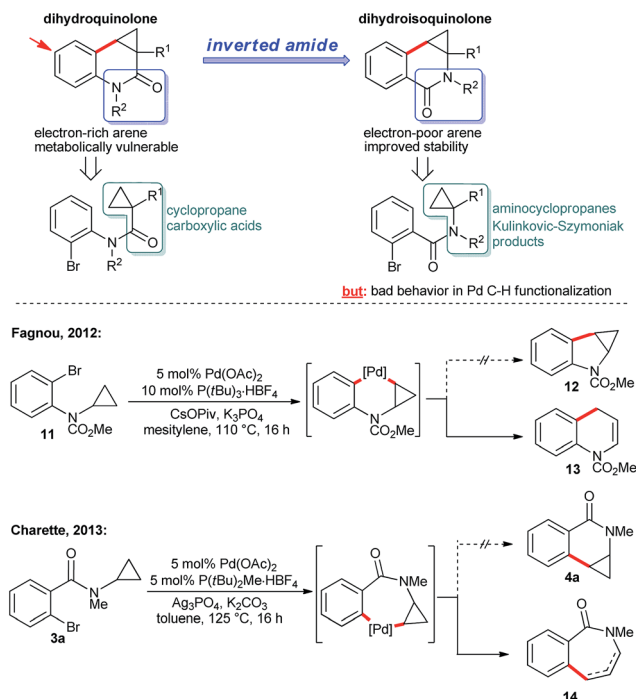 dihydroquinolone
R1
N
O
R2
inverted amide
dihydroisoquinolone
R1
N
R2
O
electron-rich arene
metabolically vulnerable
electron-poor arene
improved stability
R1
N
O
Br
R2
cyclopropane
carboxylic acids
R1
N
R2
Br
O
aminocyclopropanes
Kulinkovic-Szymoniak
products
but: bad behavior in Pd C-H functionalization
Fagnou, 2012:
Br
N
CO2Me
11
5 mol% Pd(OAc)2
10 mol% P(tBu)3·HBF4
CsOPiv, K3PO4
mesitylene, 110 °C, 16 h
[Pd]
N
CO2Me
N
CO2Me
12
N
CO2Me
13
Charette, 2013:
O
N
Me
Br
3a
5 mol% Pd(OAc)2
5 mol% P(tBu)2Me·HBF4
Ag3PO4, K2CO3
toluene, 125 °C, 16 h
O
NMe
[Pd]
O
NMe
4a
O
NMe
14